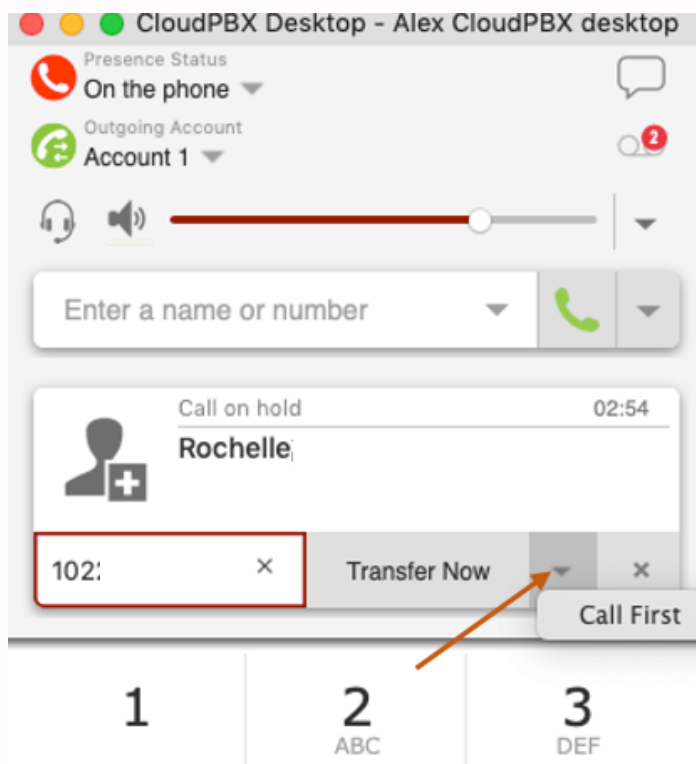 CloudPBX Desktop - Alex CloudPBX desktop
Presence Status
On the phone
Outgoing Account
Account 1
2
Enter a name or number
Call on hold 02:54
Rochelle
Transfer Now
Call First
1 2 3
ABC DEF